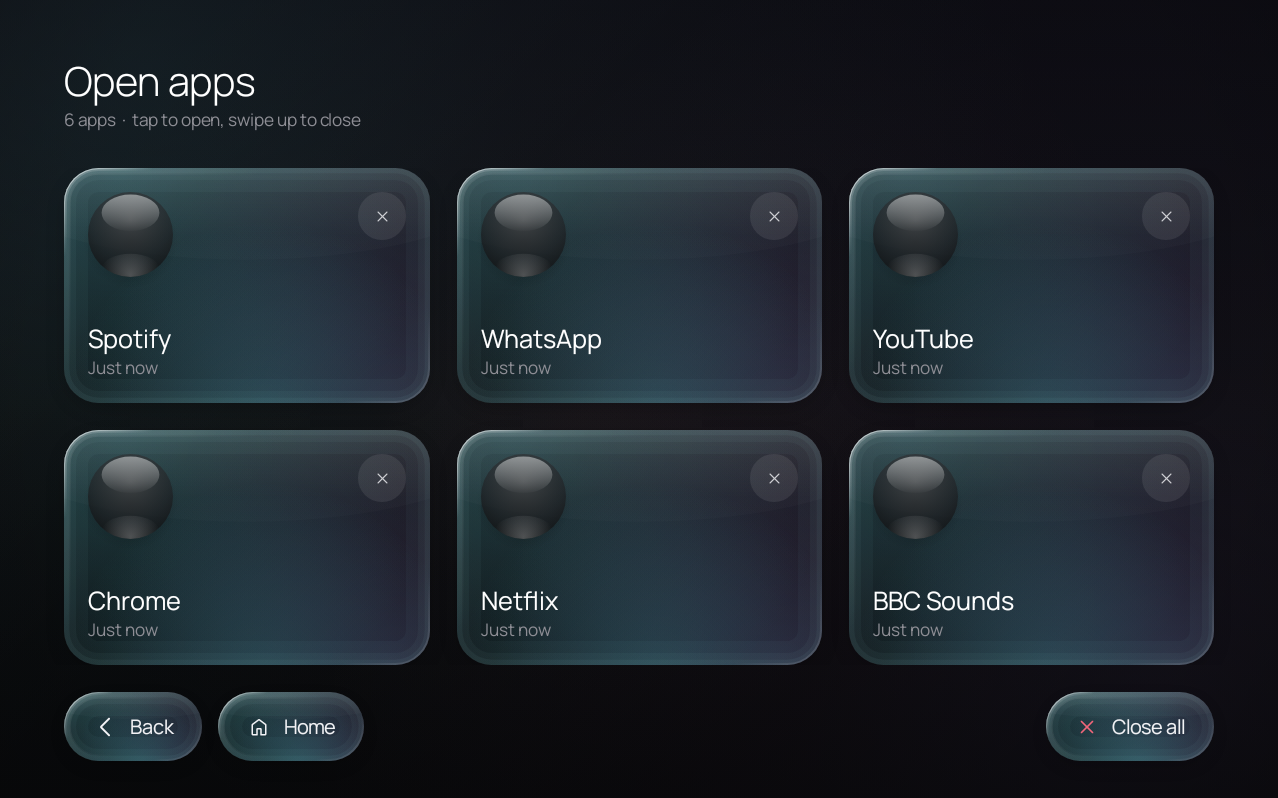 Open apps
6 apps · tap to open, swipe up to close
Spotify
Just now
WhatsApp
Just now
YouTube
Just now
Chrome
Just now
Netflix
Just now
BBC Sounds
Just now
Back
Home
Close all